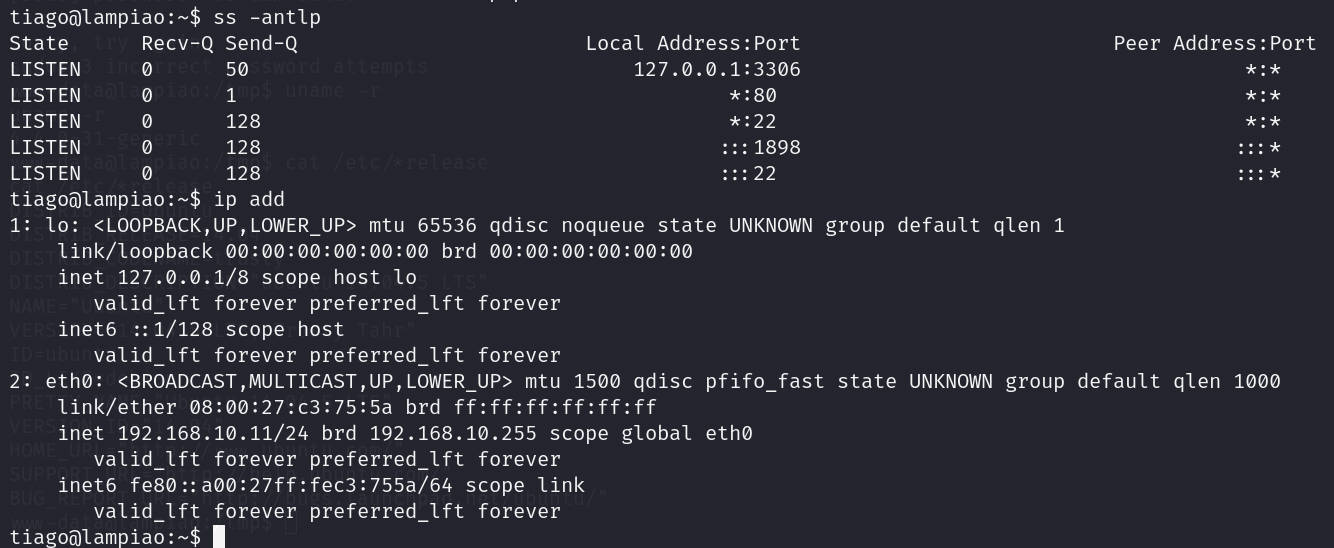 tiago@lampiao:~$ ss -antlp
State      Recv-Q Send-Q                        Local Address:Port                          Peer Address:Port
LISTEN     0      50                                127.0.0.1:3306                                     *:*
LISTEN     0      1                                         *:80                                       *:*
LISTEN     0      128                                       *:22                                       *:*
LISTEN     0      128                                      :::1898                                    :::*
LISTEN     0      128                                      :::22                                      :::*
tiago@lampiao:~$ ip add
1: lo: <LOOPBACK,UP,LOWER_UP> mtu 65536 qdisc noqueue state UNKNOWN group default qlen 1
    link/loopback 00:00:00:00:00:00 brd 00:00:00:00:00:00
    inet 127.0.0.1/8 scope host lo
       valid_lft forever preferred_lft forever
    inet6 ::1/128 scope host
       valid_lft forever preferred_lft forever
2: eth0: <BROADCAST,MULTICAST,UP,LOWER_UP> mtu 1500 qdisc pfifo_fast state UNKNOWN group default qlen 1000
    link/ether 08:00:27:c3:75:5a brd ff:ff:ff:ff:ff:ff
    inet 192.168.10.11/24 brd 192.168.10.255 scope global eth0
       valid_lft forever preferred_lft forever
    inet6 fe80::a00:27ff:fec3:755a/64 scope link
       valid_lft forever preferred_lft forever
tiago@lampiao:~$